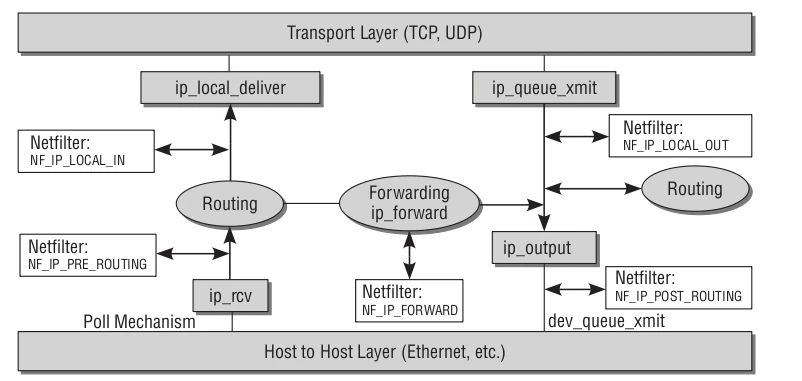 Transport Layer (TCP, UDP)
ip_local_deliver
ip_queue_xmit
Netfilter:
NF_IP_LOCAL_IN
Netfilter:
NF_IP_LOCAL_OUT
Routing
Forwarding
ip_forward
Routing
Netfilter:
NF_IP_PRE_ROUTING
ip_output
ip_rcv
Netfilter:
NF_IP_FORWARD
Netfilter:
NF_IP_POST_ROUTING
Poll Mechanism
dev_queue_xmit
Host to Host Layer (Ethernet, etc.)